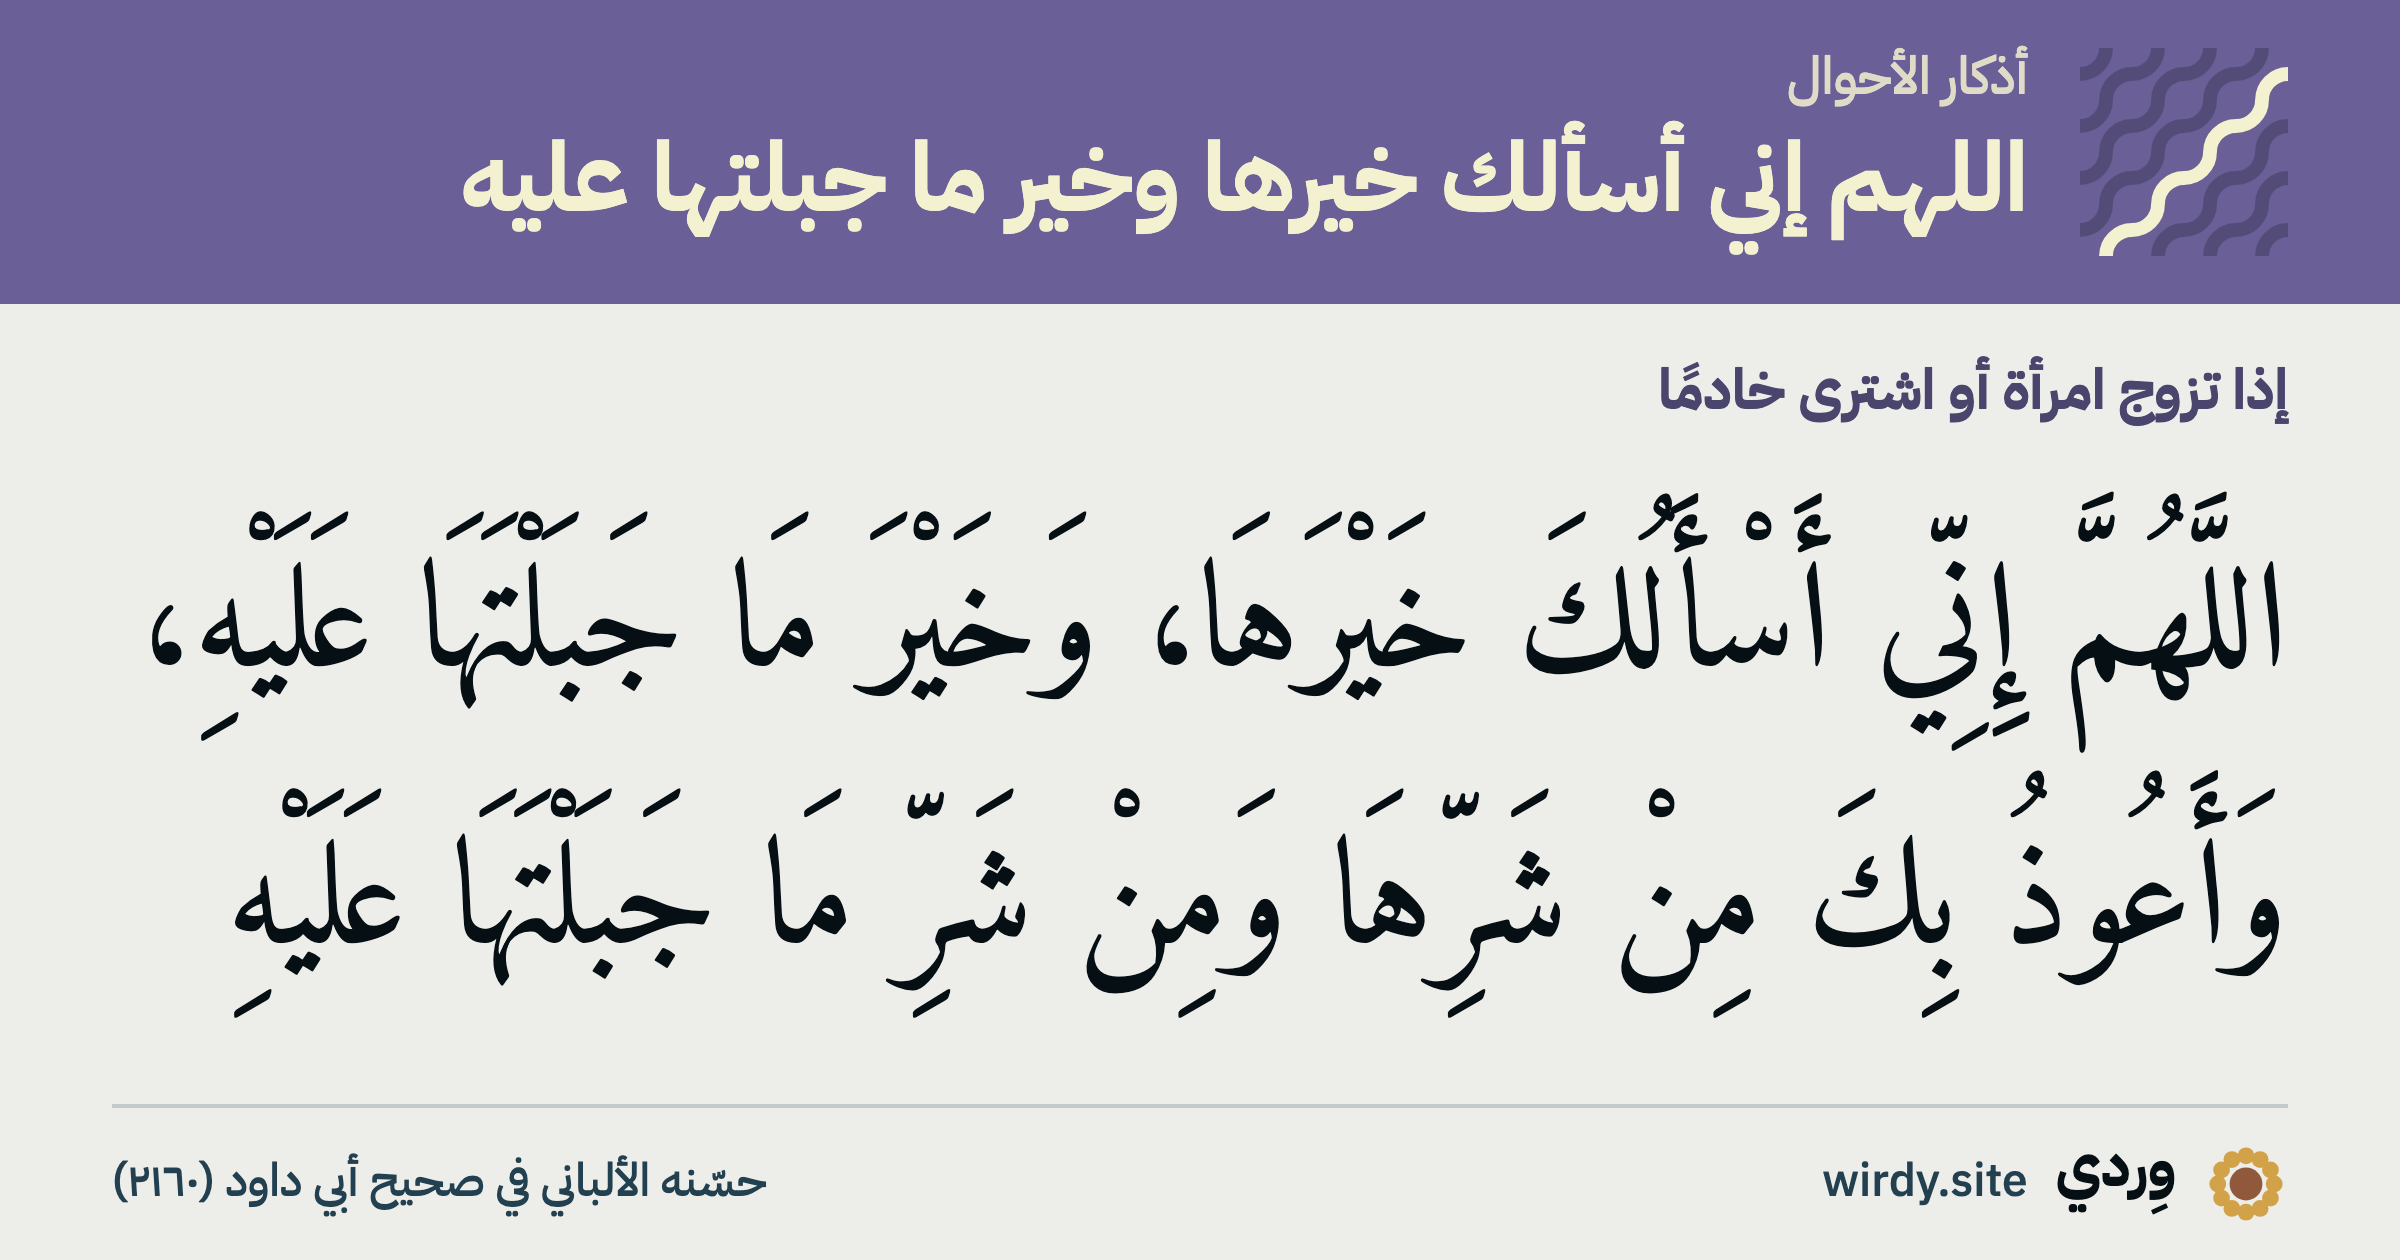 أذكار الأحوال
اللهم إني أسألك خيرها وخير ما جبلتها عليه
إذا تزوج امرأة أو اشترى خادمًا
اللَّهُمَّ إِنِّي أَسْأَلُكَ خَيْرَهَا، وَخَيْرَ مَا جَبَلْتَهَا عَلَيْهِ،
وَأَعُوذُ بِكَ مِنْ شَرِّهَا وَمِنْ شَرِّ مَا جَبَلْتَهَا عَلَيْهِ
وِردي wirdy.site
حسّنه الألباني في صحيح أبي داود (٢١٦٠)